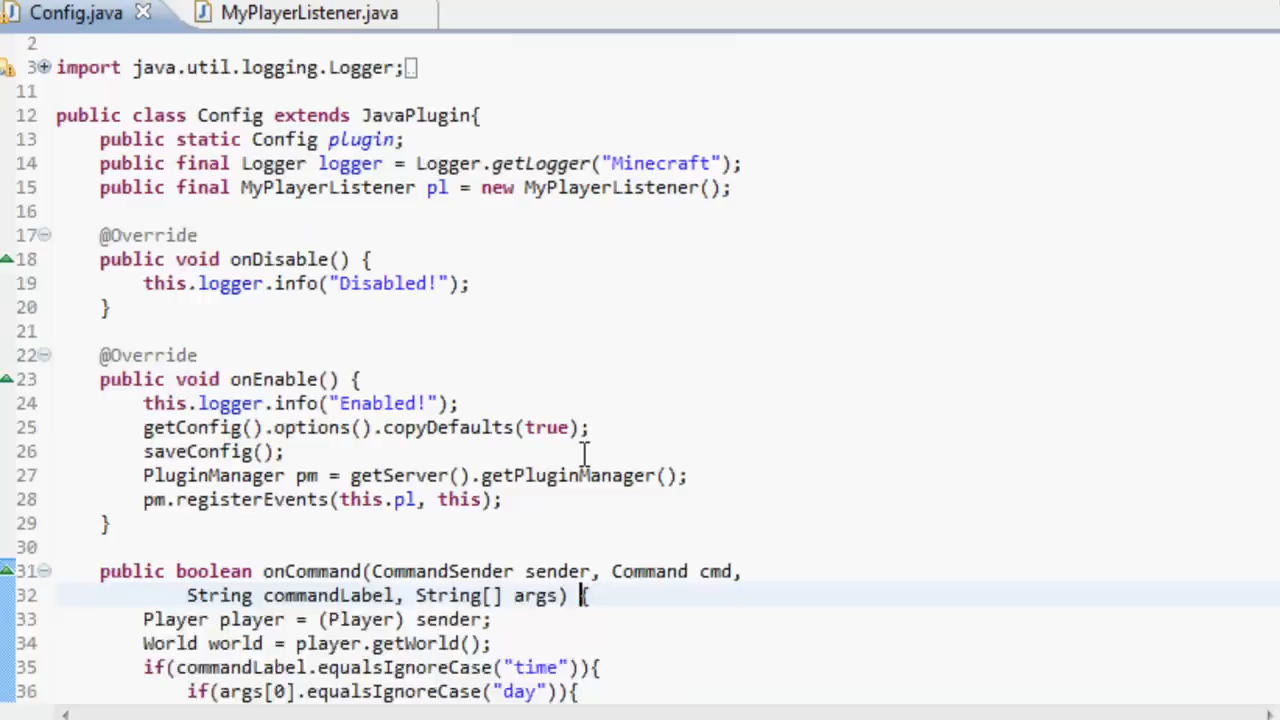 Config.java MyPlayerListener.java
2
3 import java.util.logging.Logger;
11
12 public class Config extends JavaPlugin{
13 public static Config plugin;
14 public final Logger logger = Logger.getLogger("Minecraft");
15 public final MyPlayerListener pl = new MyPlayerListener();
16
17 @Override
18 public void onDisable() {
19 this.logger.info("Disabled!");
20 }
21
22 @Override
23 public void onEnable() {
24 this.logger.info("Enabled!");
25 getConfig().options().copyDefaults(true);
26 saveConfig();
27 PluginManager pm = getServer().getPluginManager();
28 pm.registerEvents(this.pl, this);
29 }
30
31 public boolean onCommand(CommandSender sender, Command cmd,
32 String commandLabel, String[] args) {
33 Player player = (Player) sender;
34 World world = player.getWorld();
35 if(commandLabel.equalsIgnoreCase("time")){
36 if(args[0].equalsIgnoreCase("day")){